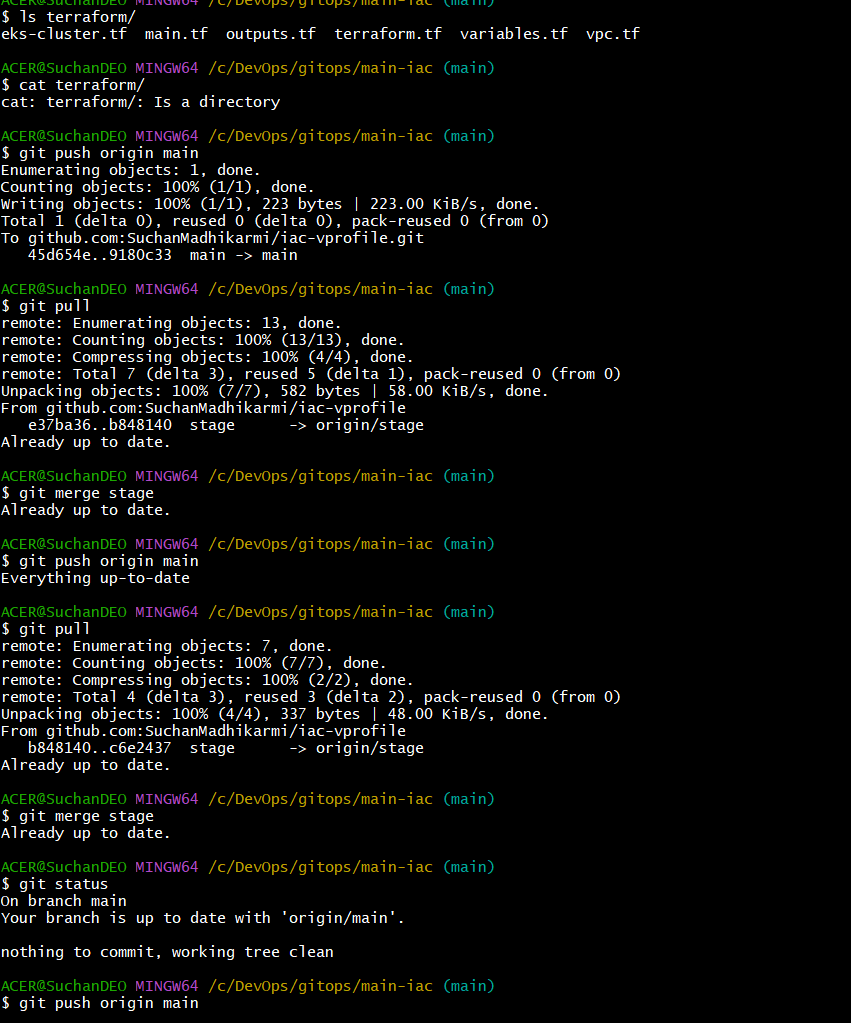 ACER@SuchanDEO MINGW64 /c/DevOps/gitops/main-iac (main)
$ ls terraform/
eks-cluster.tf  main.tf  outputs.tf  terraform.tf  variables.tf  vpc.tf
ACER@SuchanDEO MINGW64 /c/DevOps/gitops/main-iac (main)
$ cat terraform/
cat: terraform/: Is a directory
ACER@SuchanDEO MINGW64 /c/DevOps/gitops/main-iac (main)
$ git push origin main
Enumerating objects: 1, done.
Counting objects: 100% (1/1), done.
Writing objects: 100% (1/1), 223 bytes | 223.00 KiB/s, done.
Total 1 (delta 0), reused 0 (delta 0), pack-reused 0 (from 0)
To github.com:SuchanMadhikarmi/iac-vprofile.git
   45d654e..9180c33  main -> main
ACER@SuchanDEO MINGW64 /c/DevOps/gitops/main-iac (main)
$ git pull
remote: Enumerating objects: 13, done.
remote: Counting objects: 100% (13/13), done.
remote: Compressing objects: 100% (4/4), done.
remote: Total 7 (delta 3), reused 5 (delta 1), pack-reused 0 (from 0)
Unpacking objects: 100% (7/7), 582 bytes | 58.00 KiB/s, done.
From github.com:SuchanMadhikarmi/iac-vprofile
   e37ba36..b848140  stage      -> origin/stage
Already up to date.
ACER@SuchanDEO MINGW64 /c/DevOps/gitops/main-iac (main)
$ git merge stage
Already up to date.
ACER@SuchanDEO MINGW64 /c/DevOps/gitops/main-iac (main)
$ git push origin main
Everything up-to-date
ACER@SuchanDEO MINGW64 /c/DevOps/gitops/main-iac (main)
$ git pull
remote: Enumerating objects: 7, done.
remote: Counting objects: 100% (7/7), done.
remote: Compressing objects: 100% (2/2), done.
remote: Total 4 (delta 3), reused 3 (delta 2), pack-reused 0 (from 0)
Unpacking objects: 100% (4/4), 337 bytes | 48.00 KiB/s, done.
From github.com:SuchanMadhikarmi/iac-vprofile
   b848140..c6e2437  stage      -> origin/stage
Already up to date.
ACER@SuchanDEO MINGW64 /c/DevOps/gitops/main-iac (main)
$ git merge stage
Already up to date.
ACER@SuchanDEO MINGW64 /c/DevOps/gitops/main-iac (main)
$ git status
On branch main
Your branch is up to date with 'origin/main'.
nothing to commit, working tree clean
ACER@SuchanDEO MINGW64 /c/DevOps/gitops/main-iac (main)
$ git push origin main